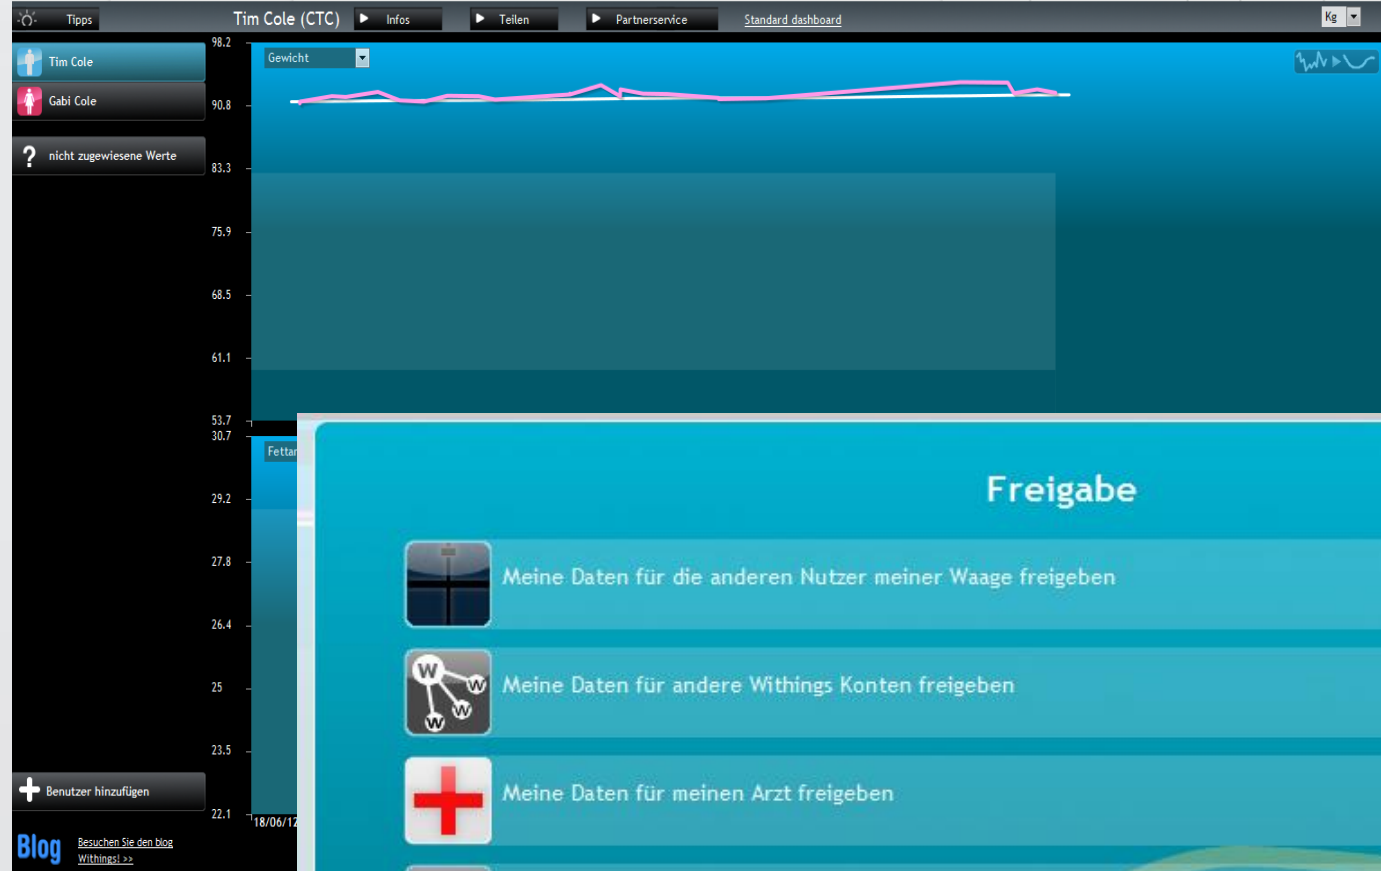 Tipps
Tim Cole (CTC)
Infos
Teilen
Partnerservice
Standard dashboard
Kg
Tim Cole
Gabi Cole
? nicht zugewiesene Werte
Benutzer hinzufügen
Blog
Besuchen Sie den blog
Withings! >>
Gewicht
98.2
90.8
83.3
75.9
68.5
61.1
53.7
30.7
29.2
27.8
26.4
25
23.5
22.1
18/06/12
Freigabe
Meine Daten für die anderen Nutzer meiner Waage freigeben
W W W W
Meine Daten für andere Withings Konten freigeben
Meine Daten für meinen Arzt freigeben